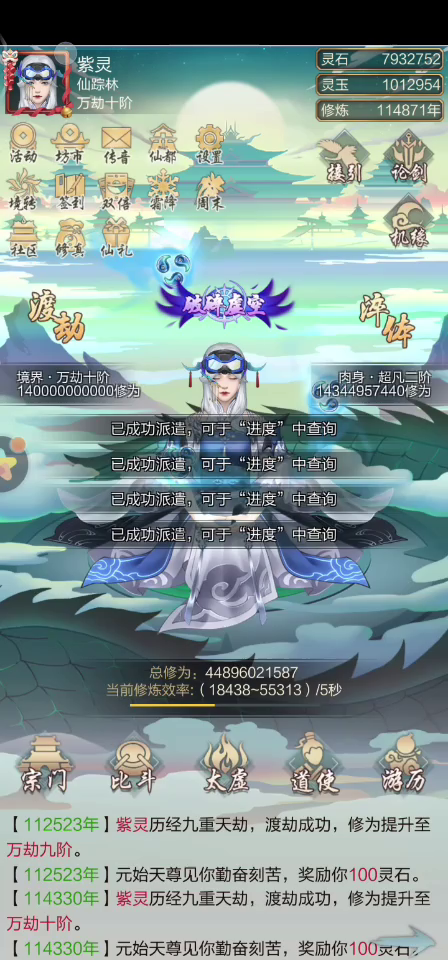 紫灵
仙踪林
万劫十阶
灵石 7932752
灵玉 1012954
修炼 114871年
活动 坊市 传音 仙都 设置
境转 签到 双倍 霜降 周末
社区 修真 仙礼
接引 论剑
机缘
渡劫
破碎虚空
淬体
境界·万劫十阶
140000000000修为
肉身·超凡二阶
14344957440修为
已成功派遣，可于“进度”中查询
已成功派遣，可于“进度”中查询
已成功派遣，可于“进度”中查询
已成功派遣，可于“进度”中查询
总修为：44896021587
当前修炼效率:（18438~55313）/5秒
宗门 比斗 太虚 道使 游历
【112523年】紫灵历经九重天劫，渡劫成功，修为提升至
万劫九阶。
【112523年】元始天尊见你勤奋刻苦，奖励你100灵石。
【114330年】紫灵历经九重天劫，渡劫成功，修为提升至
万劫十阶。
【114330年】元始天尊见你勤奋刻苦，奖励你100灵石。